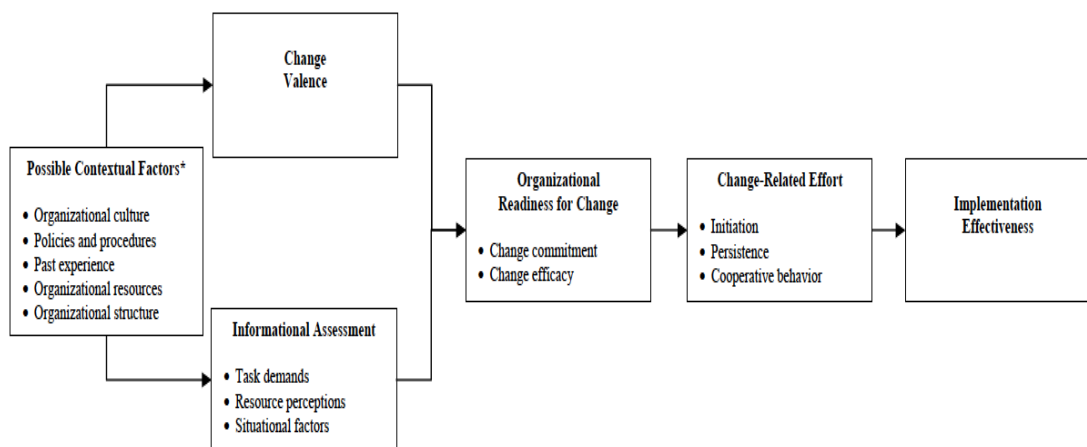 Change
Valence
Possible Contextual Factors*
• Organizational culture
• Policies and procedures
• Past experience
• Organizational resources
• Organizational structure
Informational Assessment
• Task demands
• Resource perceptions
• Situational factors
Organizational
Readiness for Change
• Change commitment
• Change efficacy
Change-Related Effort
• Initiation
• Persistence
• Cooperative behavior
Implementation
Effectiveness